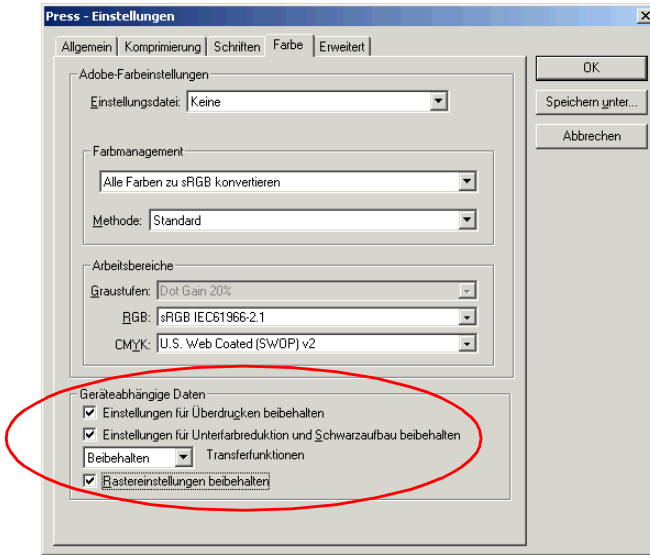 Press - Einstellungen
Allgemein Komprimierung Schriften Farbe Erweitert
OK
Speichern unter...
Abbrechen
Adobe-Farbeinstellungen
Einstellungsdatei: Keine
Farbmanagement
Alle Farben zu sRGB konvertieren
Methode: Standard
Arbeitsbereiche
Graustufen: Dot Gain 20%
RGB: sRGB IEC61966-2.1
CMYK: U.S. Web Coated (SWOP) v2
Geräteabhängige Daten
Einstellungen für Überdrucken beibehalten
Einstellungen für Unterfarbreduktion und Schwarzaufbau beibehalten
Beibehalten Transferfunktionen
Rastereinstellungen beibehalten